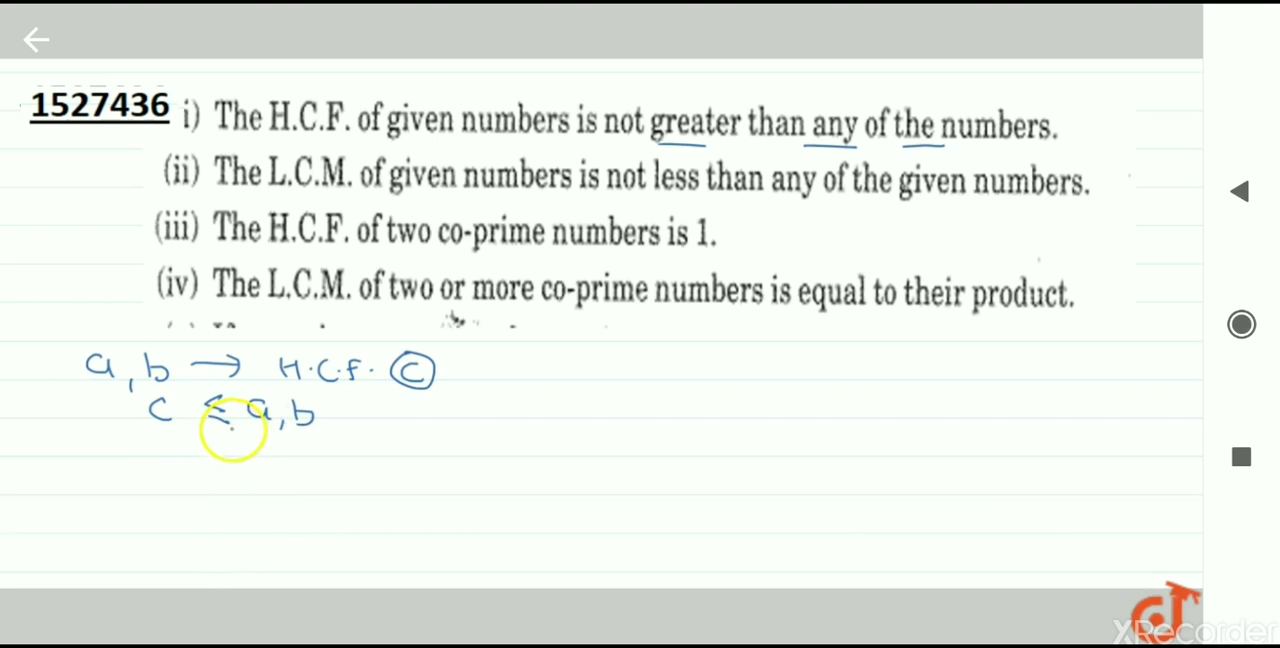 1527436 i) The H.C.F. of given numbers is not greater than any of the numbers.
(ii) The L.C.M. of given numbers is not less than any of the given numbers.
(iii) The H.C.F. of two co-prime numbers is 1.
(iv) The L.C.M. of two or more co-prime numbers is equal to their product.
a, b → H.C.F. C
C ≤ a, b
XRecorder